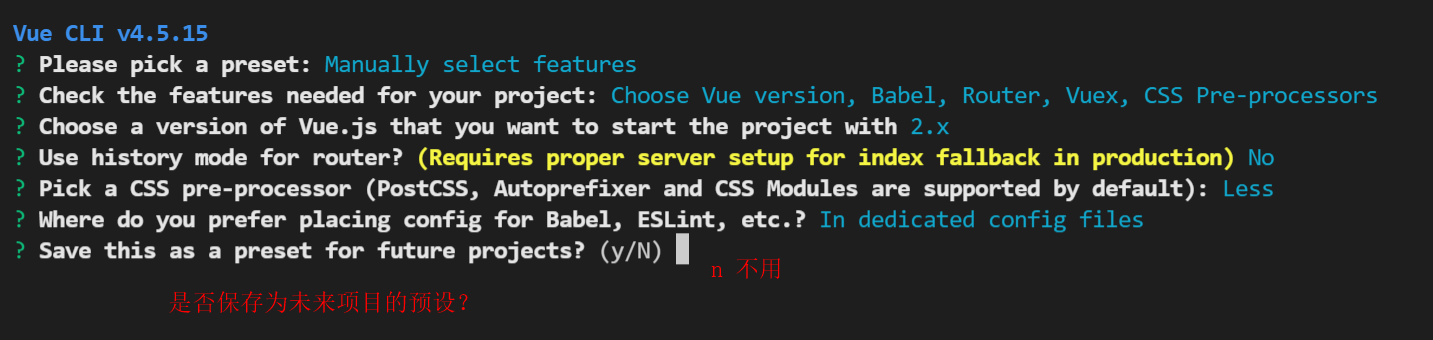 Vue CLI v4.5.15
? Please pick a preset: Manually select features
? Check the features needed for your project: Choose Vue version, Babel, Router, Vuex, CSS Pre-processors
? Choose a version of Vue.js that you want to start the project with 2.x
? Use history mode for router? (Requires proper server setup for index fallback in production) No
? Pick a CSS pre-processor (PostCSS, Autoprefixer and CSS Modules are supported by default): Less
? Where do you prefer placing config for Babel, ESLint, etc.? In dedicated config files
? Save this as a preset for future projects? (y/N)
n 不用
是否保存为未来项目的预设?